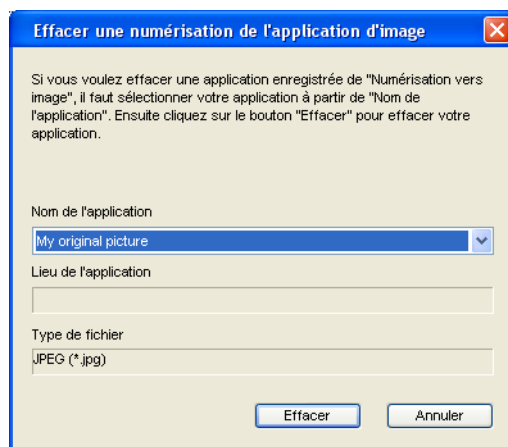 Effacer une numérisation de l'application d'image
Si vous voulez effacer une application enregistrée de "Numérisation vers
image", il faut sélectionner votre application à partir de "Nom de
l'application". Ensuite cliquez sur le bouton "Effacer" pour effacer votre
application.
Nom de l'application
My original picture
Lieu de l'application
Type de fichier
JPEG (*.jpg)
Effacer Annuler